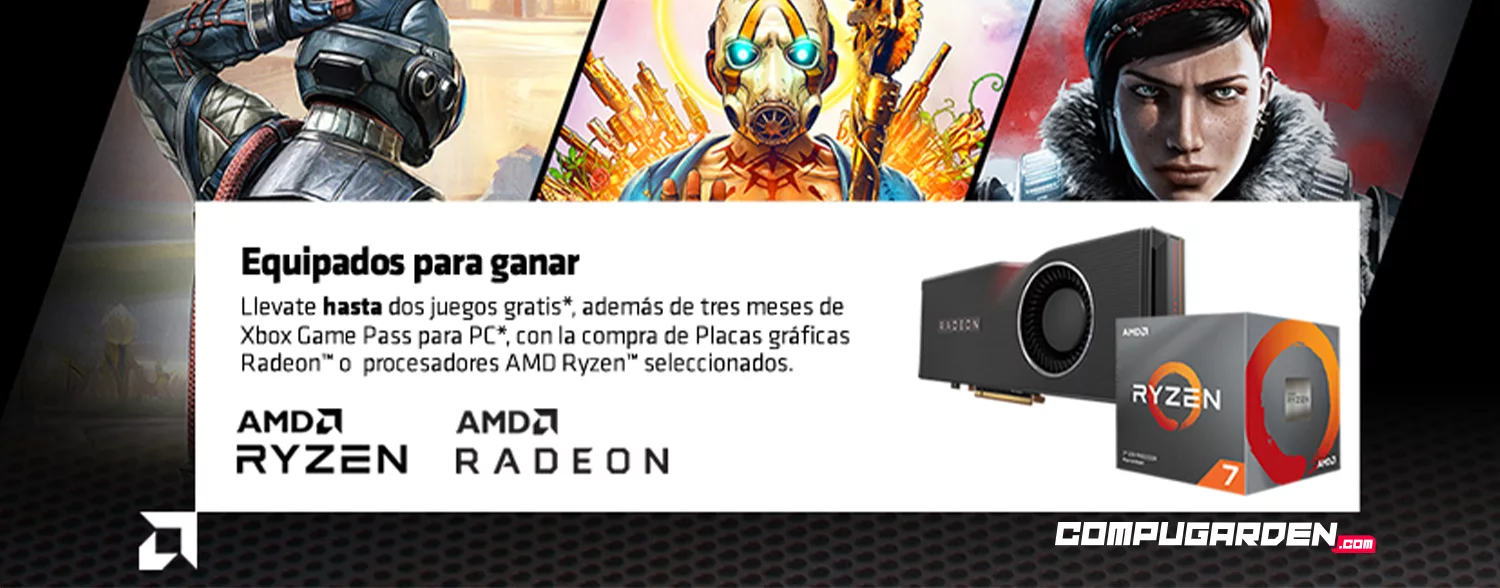 Equipados para ganar
Llevate hasta dos juegos gratis*, además de tres meses de
Xbox Game Pass para PC*, con la compra de Placas gráficas
Radeon™ o procesadores AMD Ryzen™ seleccionados.
AMD
RYZEN
AMD
RADEON
RADEON
AMD
RYZEN
7
RYZEN
AMD
COMPUGARDEN.com